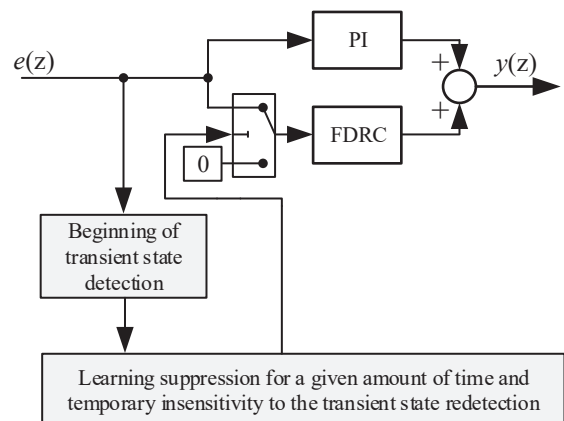 PI
e(z)
+
y(z)
+
FDRC
0
Beginning of
transient state
detection
Learning suppression for a given amount of time and
temporary insensitivity to the transient state redetection